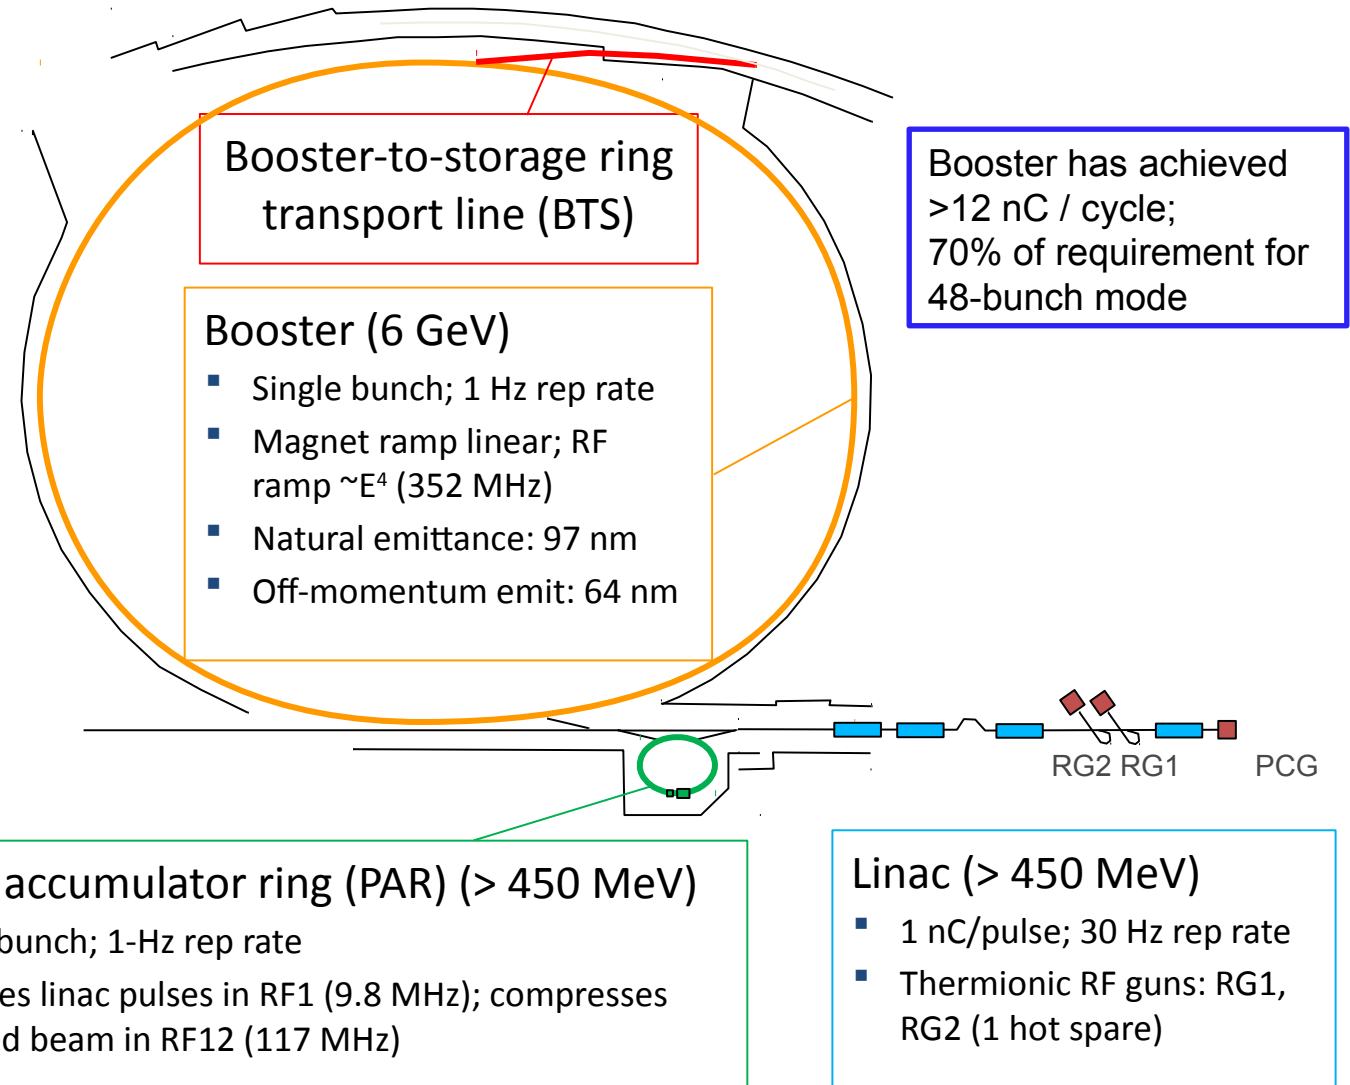 Booster-to-storage ring
transport line (BTS)
Booster has achieved
>12 nC / cycle;
70% of requirement for
48-bunch mode
Booster (6 GeV)
▪ Single bunch; 1 Hz rep rate
▪ Magnet ramp linear; RF
ramp ~E⁴ (352 MHz)
▪ Natural emittance: 97 nm
▪ Off-momentum emit: 64 nm
RG2 RG1 PCG
accumulator ring (PAR) (> 450 MeV)
bunch; 1-Hz rep rate
linac pulses in RF1 (9.8 MHz); compresses
beam in RF12 (117 MHz)
Linac (> 450 MeV)
▪ 1 nC/pulse; 30 Hz rep rate
▪ Thermionic RF guns: RG1,
RG2 (1 hot spare)